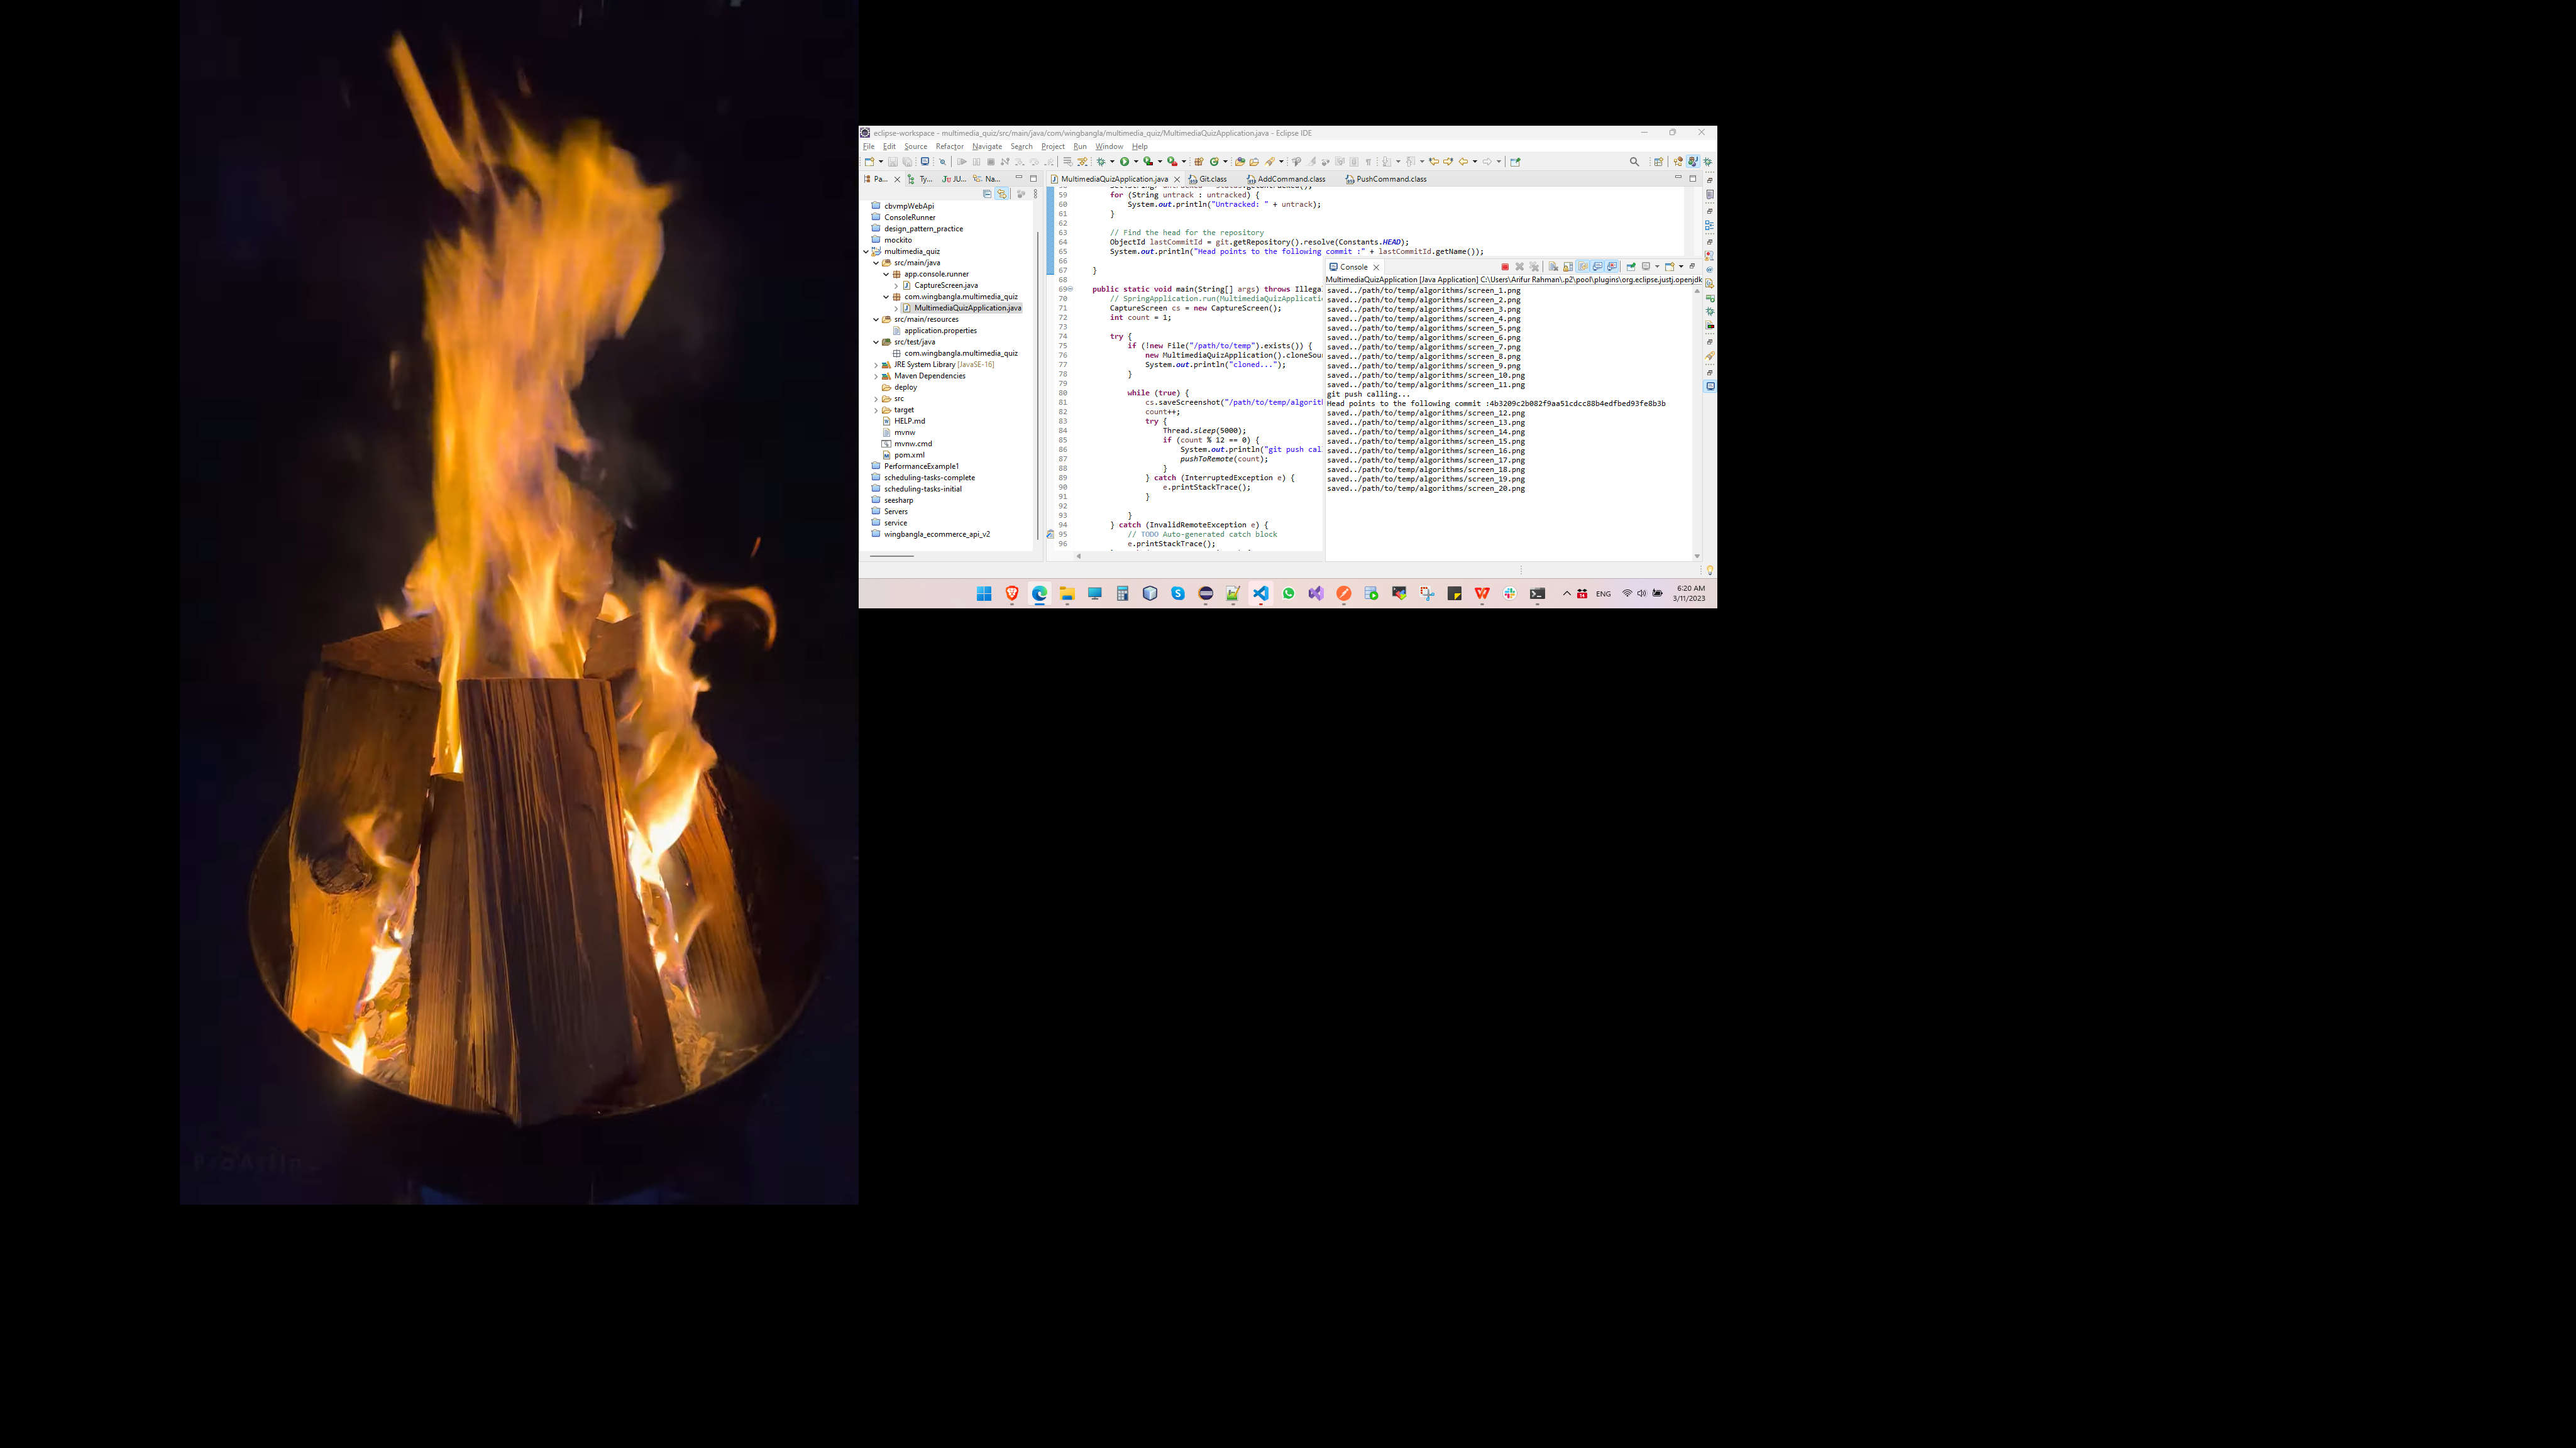 eclipse-workspace - multimedia_quiz/src/main/java/com/wingbangla/multimedia_quiz/MultimediaQuizApplication.java - Eclipse IDE
File Edit Source Refactor Navigate Search Project Run Window Help
Pa... Ty... JU... Na...
cbvmpWebApi
ConsoleRunner
design_pattern_practice
mockito
multimedia_quiz
src/main/java
app.console.runner
CaptureScreen.java
com.wingbangla.multimedia_quiz
MultimediaQuizApplication.java
src/main/resources
application.properties
src/test/java
com.wingbangla.multimedia_quiz
JRE System Library [JavaSE-16]
Maven Dependencies
deploy
src
target
HELP.md
mvnw
mvnw.cmd
pom.xml
PerformanceExample1
scheduling-tasks-complete
scheduling-tasks-initial
seesharp
Servers
service
wingbangla_ecommerce_api_v2
MultimediaQuizApplication.java Git.class AddCommand.class PushCommand.class
59 for (String untrack : untracked) {
60 System.out.println("Untracked: " + untrack);
61 }
62
63 // Find the head for the repository
64 ObjectId lastCommitId = git.getRepository().resolve(Constants.HEAD);
65 System.out.println("Head points to the following commit :" + lastCommitId.getName());
66
67 }
68
69 public static void main(String[] args) throws Illega
70 // SpringApplication.run(MultimediaQuizApplicati
71 CaptureScreen cs = new CaptureScreen();
72 int count = 1;
73
74 try {
75 if (!new File("/path/to/temp").exists()) {
76 new MultimediaQuizApplication().cloneSou
77 System.out.println("cloned...");
78 }
79
80 while (true) {
81 cs.saveScreenshot("/path/to/temp/algorit
82 count++;
83 try {
84 Thread.sleep(5000);
85 if (count % 12 == 0) {
86 System.out.println("git push cal
87 pushToRemote(count);
88 }
89 } catch (InterruptedException e) {
90 e.printStackTrace();
91 }
92
93 }
94 } catch (InvalidRemoteException e) {
95 // TODO Auto-generated catch block
96 e.printStackTrace();
Console
MultimediaQuizApplication [Java Application] C:\Users\Arifur Rahman\.p2\pool\plugins\org.eclipse.justj.openjdk
saved../path/to/temp/algorithms/screen_1.png
saved../path/to/temp/algorithms/screen_2.png
saved../path/to/temp/algorithms/screen_3.png
saved../path/to/temp/algorithms/screen_4.png
saved../path/to/temp/algorithms/screen_5.png
saved../path/to/temp/algorithms/screen_6.png
saved../path/to/temp/algorithms/screen_7.png
saved../path/to/temp/algorithms/screen_8.png
saved../path/to/temp/algorithms/screen_9.png
saved../path/to/temp/algorithms/screen_10.png
saved../path/to/temp/algorithms/screen_11.png
git push calling...
Head points to the following commit :4b3209c2b082f9aa51cdcc88b4edfbed93fe8b3b
saved../path/to/temp/algorithms/screen_12.png
saved../path/to/temp/algorithms/screen_13.png
saved../path/to/temp/algorithms/screen_14.png
saved../path/to/temp/algorithms/screen_15.png
saved../path/to/temp/algorithms/screen_16.png
saved../path/to/temp/algorithms/screen_17.png
saved../path/to/temp/algorithms/screen_18.png
saved../path/to/temp/algorithms/screen_19.png
saved../path/to/temp/algorithms/screen_20.png
ENG
6:20 AM
3/11/2023